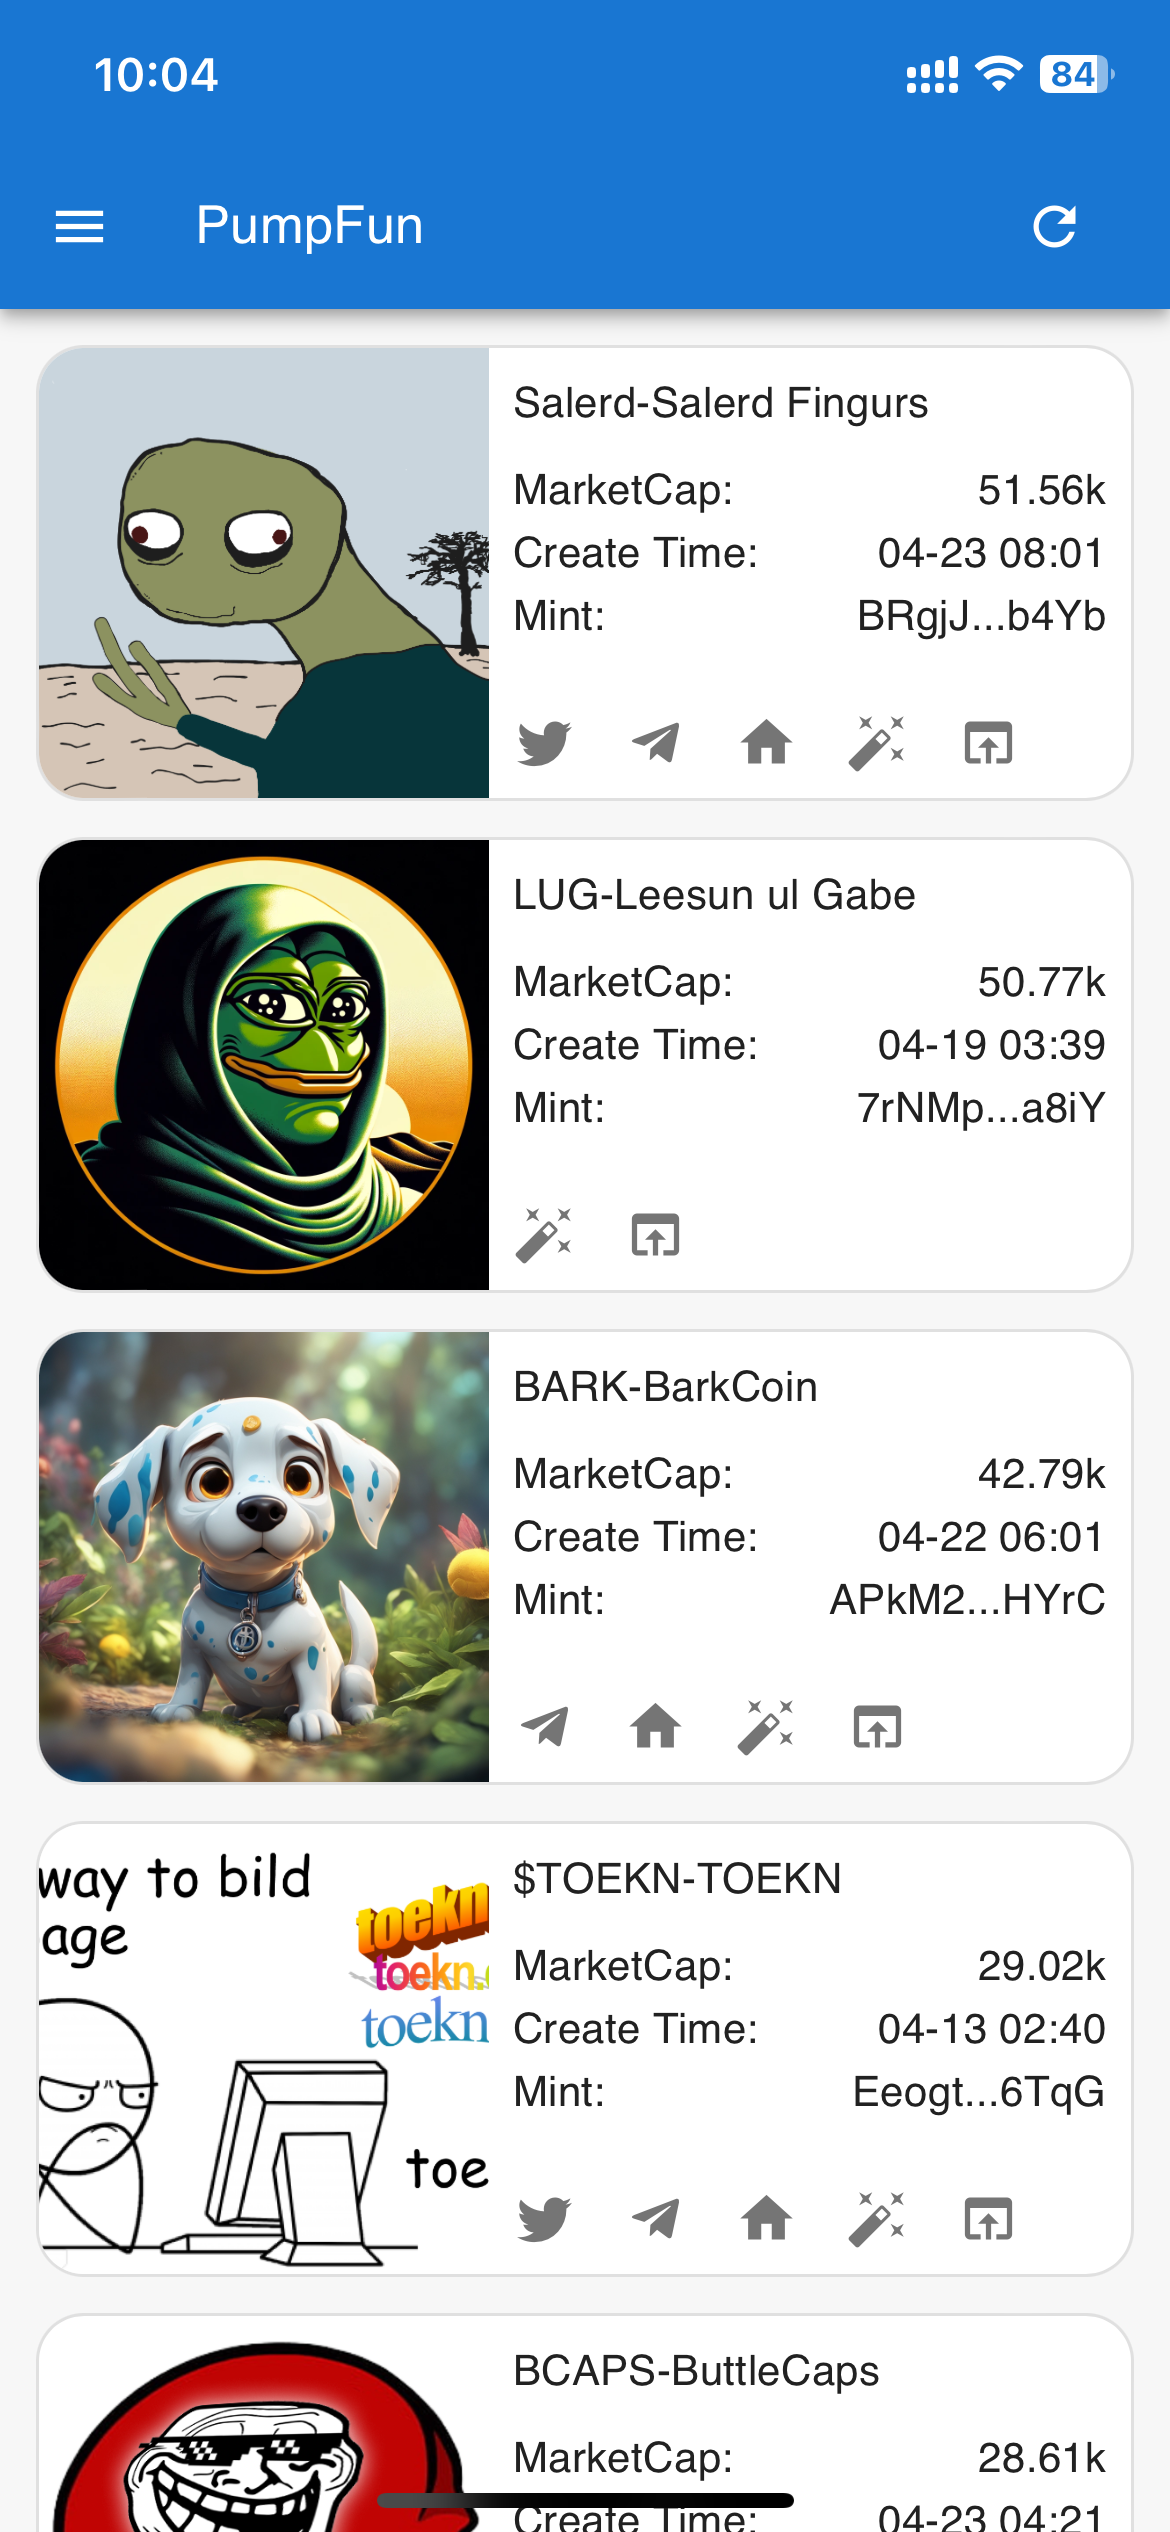 10:04
84
PumpFun
Salerd-Salerd Fingurs
MarketCap: 51.56k
Create Time: 04-23 08:01
Mint: BRgjJ...b4Yb
LUG-Leesun ul Gabe
MarketCap: 50.77k
Create Time: 04-19 03:39
Mint: 7rNMp...a8iY
BARK-BarkCoin
MarketCap: 42.79k
Create Time: 04-22 06:01
Mint: APkM2...HYrC
way to bild
age
toekn
toekn.
toekn
toe
$TOEKN-TOEKN
MarketCap: 29.02k
Create Time: 04-13 02:40
Mint: Eeogt...6TqG
BCAPS-ButtleCaps
MarketCap: 28.61k
Create Time: 04-23 04:21